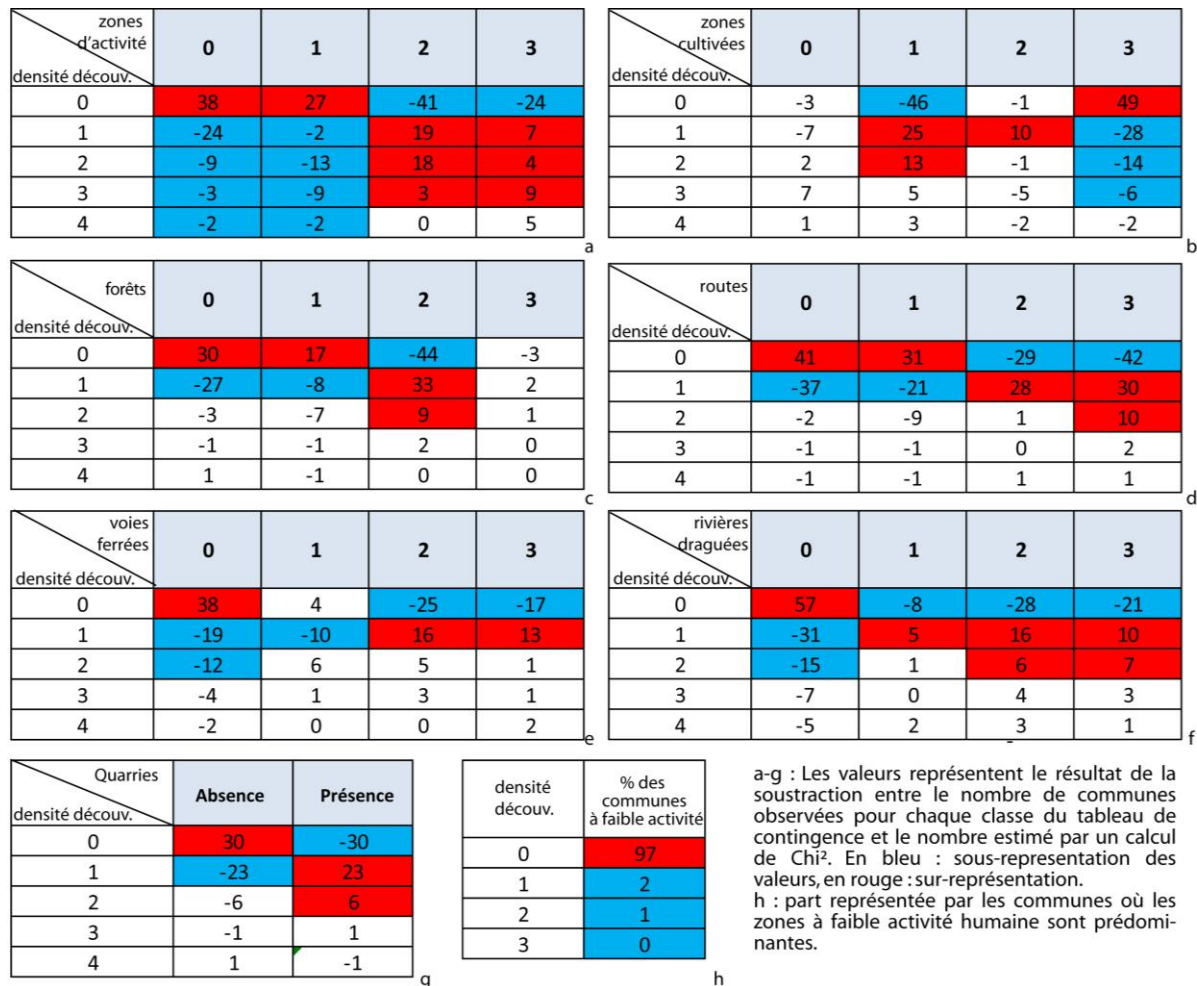 zones
d'activité
densité découv.
0 1 2 3
0 38 27 -41 -24
1 -24 -2 19 7
2 -9 -13 18 4
3 -3 -9 3 9
4 -2 -2 0 5
a
zones
cultivées
densité découv.
0 1 2 3
0 -3 -46 -1 49
1 -7 25 10 -28
2 2 13 -1 -14
3 7 5 -5 -6
4 1 3 -2 -2
b
forêts
densité découv.
0 1 2 3
0 30 17 -44 -3
1 -27 -8 33 2
2 -3 -7 9 1
3 -1 -1 2 0
4 1 -1 0 0
c
routes
densité découv.
0 1 2 3
0 41 31 -29 -42
1 -37 -21 28 30
2 -2 -9 1 10
3 -1 -1 0 2
4 -1 -1 1 1
d
voies
ferrées
densité découv.
0 1 2 3
0 38 4 -25 -17
1 -19 -10 16 13
2 -12 6 5 1
3 -4 1 3 1
4 -2 0 0 2
e
rivières
draguées
densité découv.
0 1 2 3
0 57 -8 -28 -21
1 -31 5 16 10
2 -15 1 6 7
3 -7 0 4 3
4 -5 2 3 1
f
Quarries
densité découv.
Absence Présence
0 30 -30
1 -23 23
2 -6 6
3 -1 1
4 1 -1
g
densité
découv.
% des
communes
à faible activité
0 97
1 2
2 1
3 0
h
a-g : Les valeurs représentent le résultat de la
soustraction entre le nombre de communes
observées pour chaque classe du tableau de
contingence et le nombre estimé par un calcul
de Chi². En bleu : sous-representation des
valeurs, en rouge : sur-représentation.
h : part représentée par les communes où les
zones à faible activité humaine sont prédomi-
nantes.